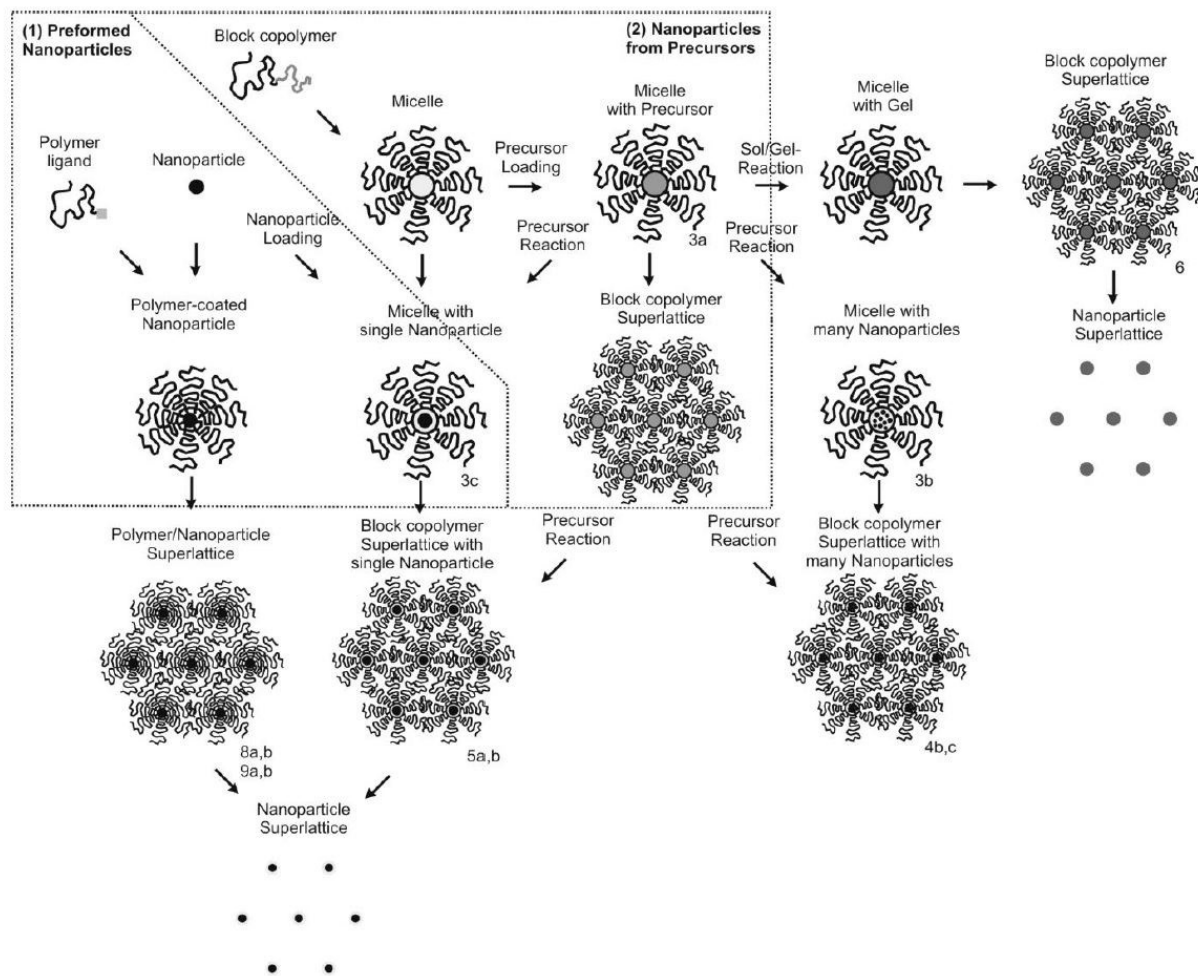 (1) Preformed
Nanoparticles
Block copolymer
(2) Nanoparticles
from Precursors
Block copolymer
Superlattice
Micelle
Micelle
with Precursor
Micelle
with Gel
Polymer
ligand
Nanoparticle
Precursor
Loading
Sol/Gel-
Reaction
Nanoparticle
Loading
Precursor
Reaction
3a
Precursor
Reaction
6
Polymer-coated
Nanoparticle
Micelle with
single Nanoparticle
Block copolymer
Superlattice
Micelle with
many Nanoparticles
Nanoparticle
Superlattice
3c
3b
Polymer/Nanoparticle
Superlattice
Block copolymer
Superlattice with
single Nanoparticle
Precursor
Reaction
Precursor
Reaction
Block copolymer
Superlattice with
many Nanoparticles
8a,b
9a,b
5a,b
4b,c
Nanoparticle
Superlattice